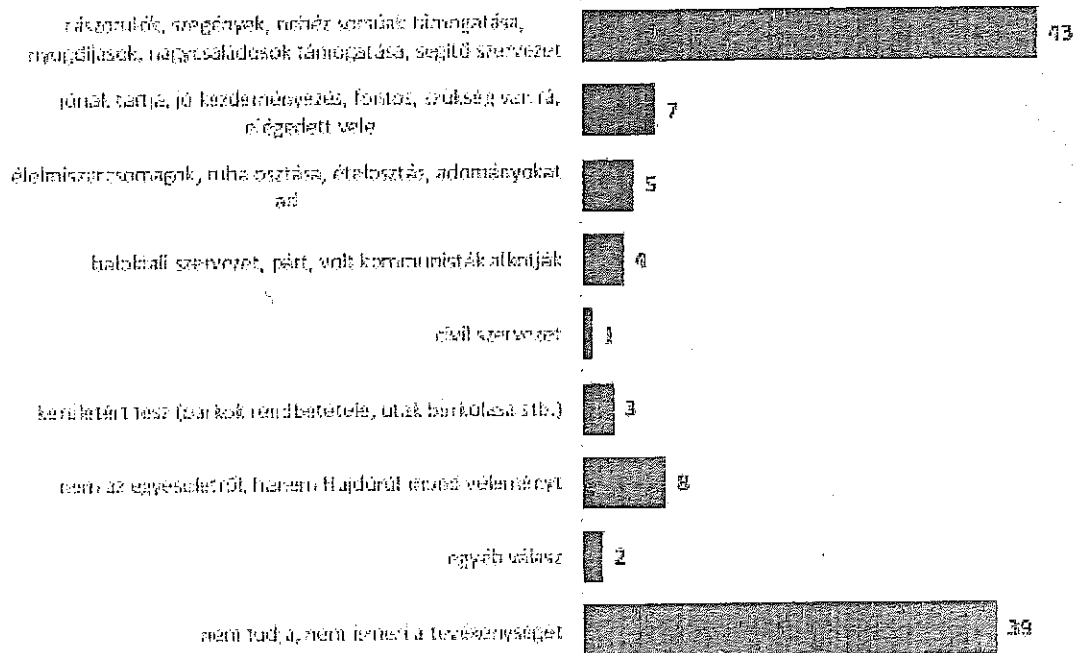 rászorulók, szegények, nehéz sorsúak támogatása,
nyugdíjasok, nagycsaládosok támogatása, segítő szervezet
43
jónak tartja, jó kezdeményezés, fontos, szükség van rá,
elégedett vele
7
élelmiszercsomagok, ruha osztása, ételosztás, adományokat
ad
5
baloldali szervezet, párt, volt kommunisták alkotják
4
civil szervezet
1
kerületért tesz (parkok rendbetétele, utak burkolása stb.)
3
nem az egyesületről, hanem Hajdúról mond véleményt
8
egyéb válasz
2
nem tudja, nem ismeri a tevékenységét
39